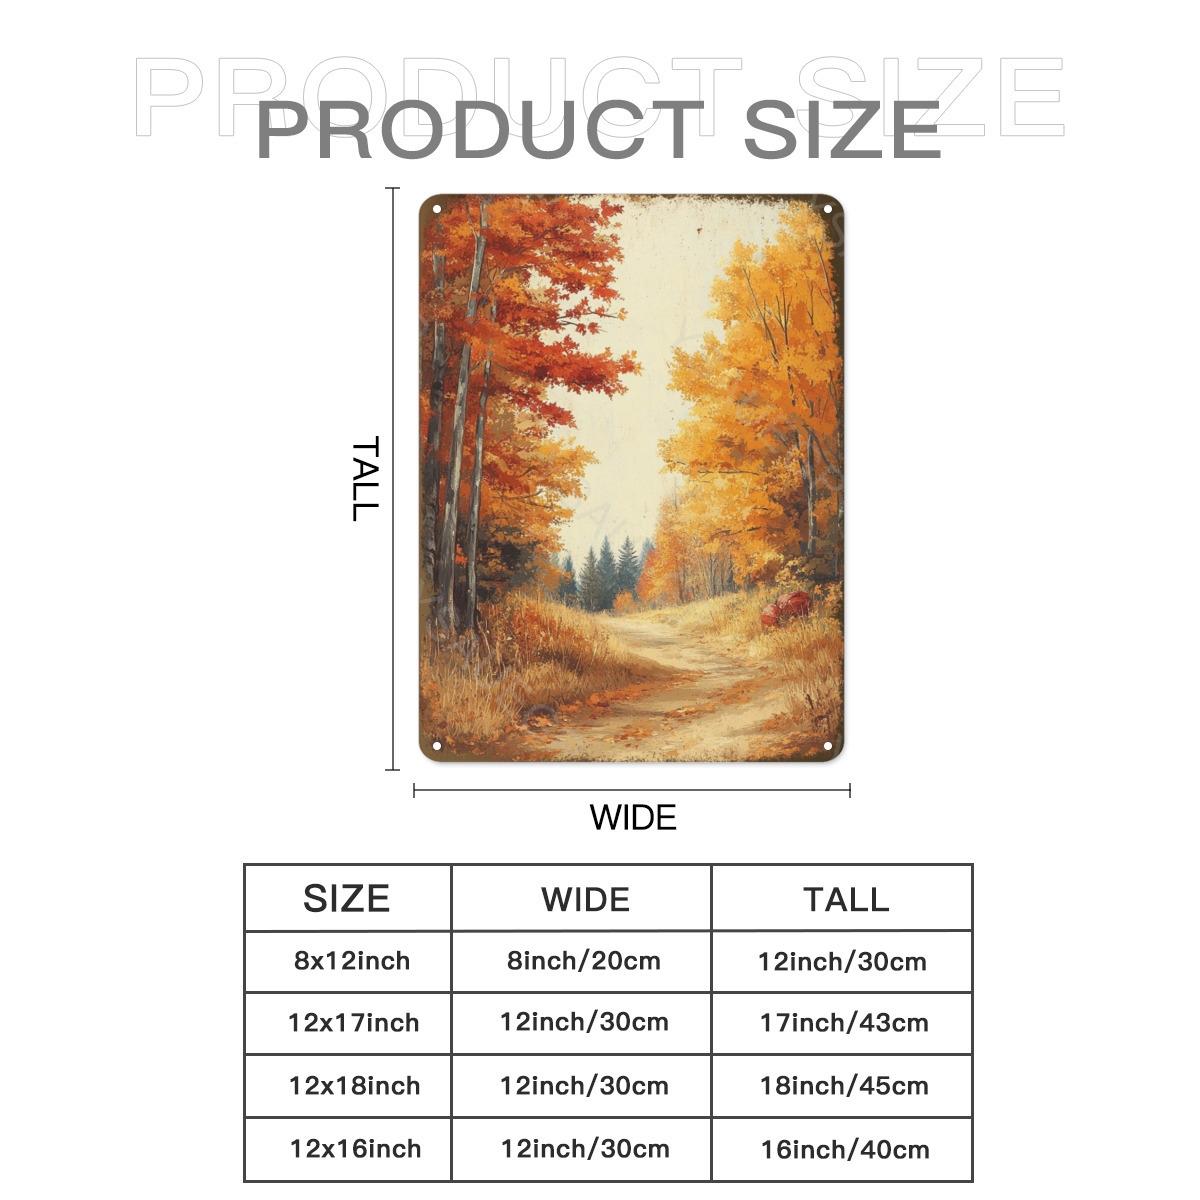 PRODUCT SIZE
PRODUCT SIZE
TALL
WIDE
SIZE WIDE TALL
8x12inch 8inch/20cm 12inch/30cm
12x17inch 12inch/30cm 17inch/43cm
12x18inch 12inch/30cm 18inch/45cm
12x16inch 12inch/30cm 16inch/40cm